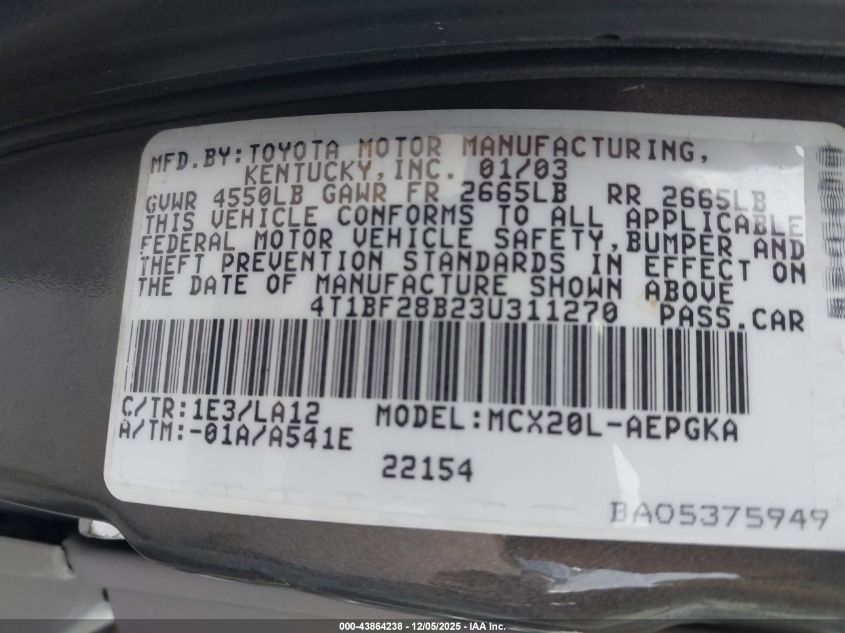 MFD.BY:TOYOTA MOTOR MANUFACTURING,
KENTUCKY,INC. 01/03
GVWR 4550LB GAWR FR 2665LB RR 2665LB
THIS VEHICLE CONFORMS TO ALL APPLICABLE
FEDERAL MOTOR VEHICLE SAFETY,BUMPER AND
THEFT PREVENTION STANDARDS IN EFFECT ON
THE DATE OF MANUFACTURE SHOWN ABOVE
4T1BF28B23U311270 PASS.CAR
C/TR:1E3/LA12 MODEL:MCX20L-AEPGKA
A/TM:-01A/A541E
22154
BA05375949
000-43864238 - 12/05/2025 - IAA Inc.